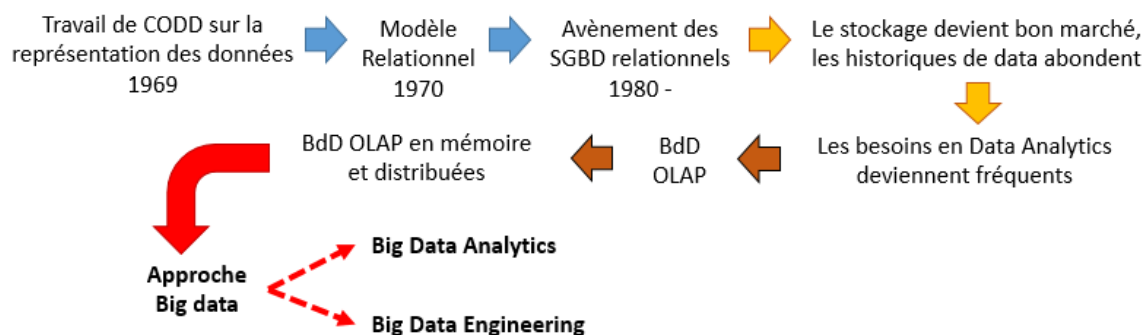 Travail de CODD sur la
représentation des données
1969
Modèle
Relationnel
1970
Avènement des
SGBD relationnels
1980 -
Le stockage devient bon marché,
les historiques de data abondent
Les besoins en Data Analytics
deviennent fréquents
BdD
OLAP
BdD OLAP en mémoire
et distribuées
Approche
Big data
Big Data Analytics
Big Data Engineering